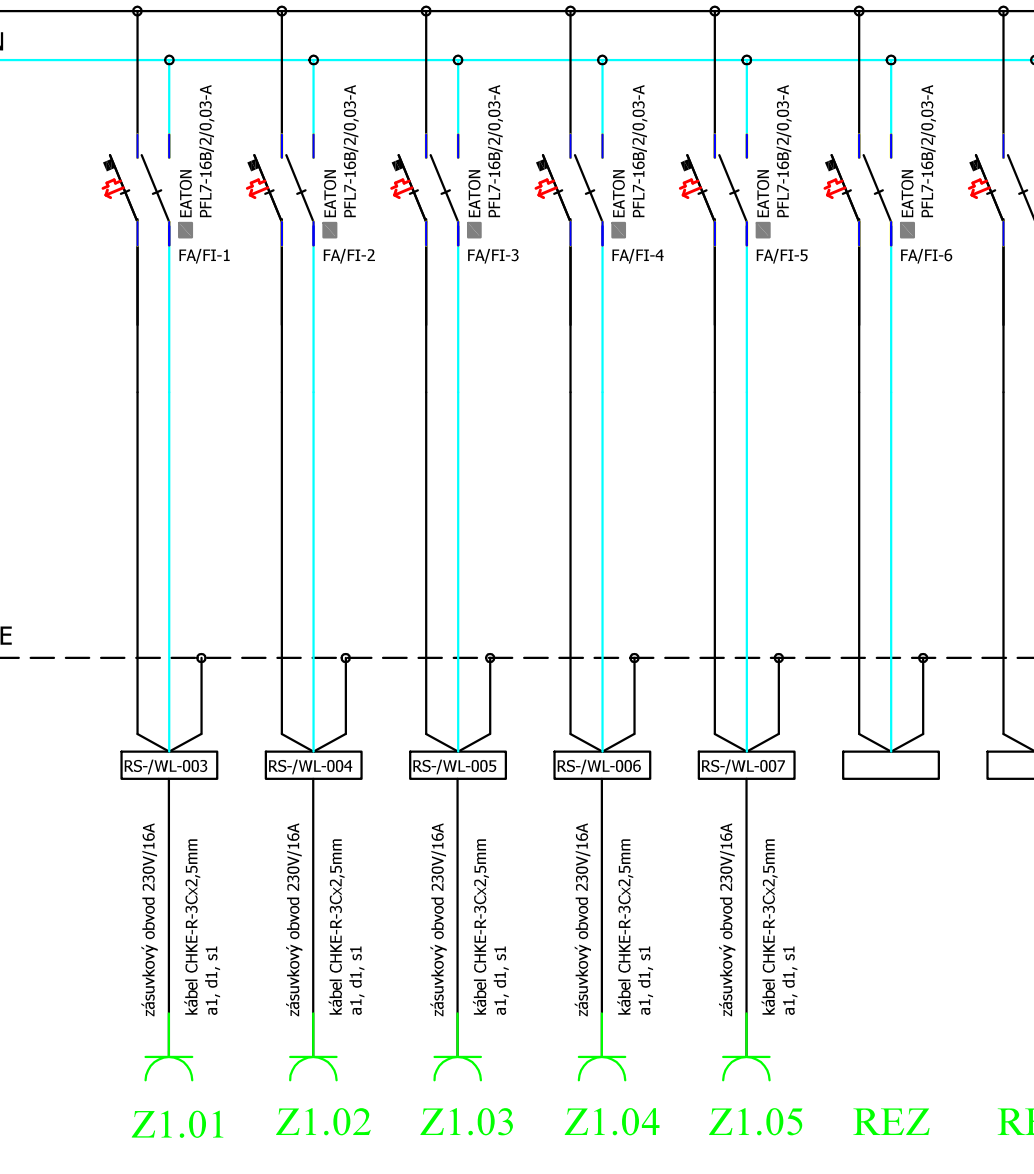 N
EATON
PFL7-16B/2/0,03-A
FA/FI-1
EATON
PFL7-16B/2/0,03-A
FA/FI-2
EATON
PFL7-16B/2/0,03-A
FA/FI-3
EATON
PFL7-16B/2/0,03-A
FA/FI-4
EATON
PFL7-16B/2/0,03-A
FA/FI-5
EATON
PFL7-16B/2/0,03-A
FA/FI-6
E
RS-/WL-003
RS-/WL-004
RS-/WL-005
RS-/WL-006
RS-/WL-007
zásuvkový obvod 230V/16A
kábel CHKE-R-3Cx2,5mm
a1, d1, s1
zásuvkový obvod 230V/16A
kábel CHKE-R-3Cx2,5mm
a1, d1, s1
zásuvkový obvod 230V/16A
kábel CHKE-R-3Cx2,5mm
a1, d1, s1
zásuvkový obvod 230V/16A
kábel CHKE-R-3Cx2,5mm
a1, d1, s1
zásuvkový obvod 230V/16A
kábel CHKE-R-3Cx2,5mm
a1, d1, s1
Z1.01
Z1.02
Z1.03
Z1.04
Z1.05
REZ